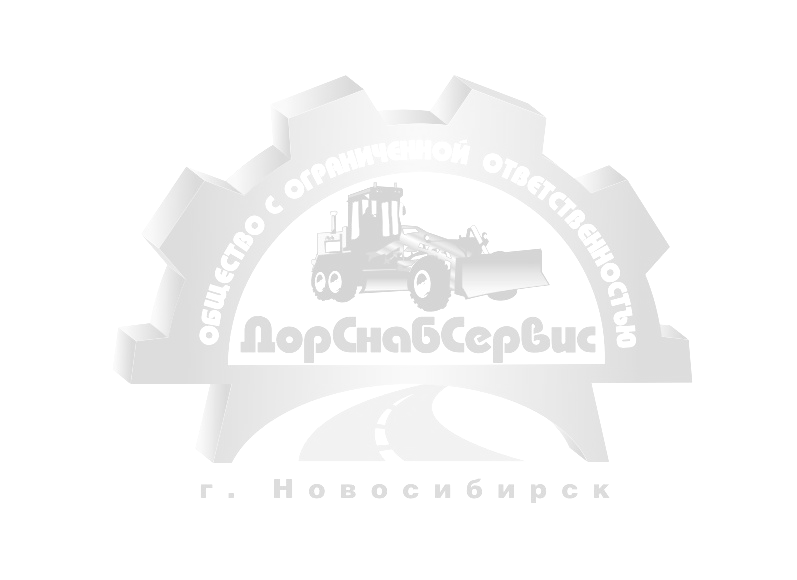 ОБЩЕСТВО С ОГРАНИЧЕННОЙ ОТВЕТСТВЕННОСТЬЮ
ДорСнабСервис
г. Новосибирск